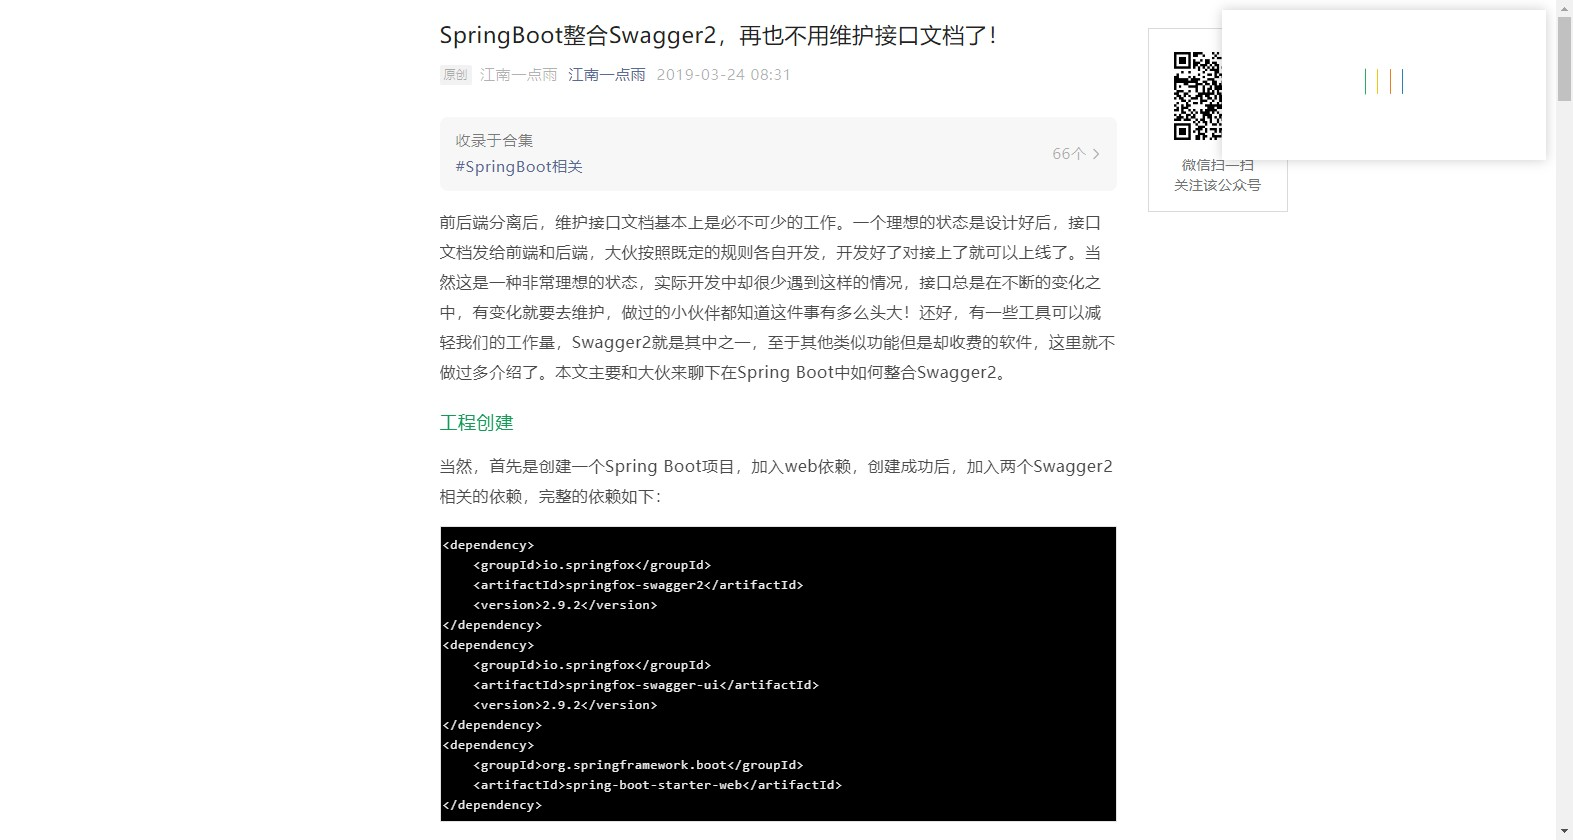 SpringBoot整合Swagger2，再也不用维护接口文档了！
原创 江南一点雨 江南一点雨 2019-03-24 08:31
收录于合集
#SpringBoot相关
66个
前后端分离后，维护接口文档基本上是必不可少的工作。一个理想的状态是设计好后，接口
文档发给前端和后端，大伙按照既定的规则各自开发，开发好了对接上了就可以上线了。当
然这是一种非常理想的状态，实际开发中却很少遇到这样的情况，接口总是在不断的变化之
中，有变化就要去维护，做过的小伙伴都知道这件事有多么头大！还好，有一些工具可以减
轻我们的工作量，Swagger2就是其中之一，至于其他类似功能但是却收费的软件，这里就不
做过多介绍了。本文主要和大伙来聊下在Spring Boot中如何整合Swagger2。
工程创建
当然，首先是创建一个Spring Boot项目，加入web依赖，创建成功后，加入两个Swagger2
相关的依赖，完整的依赖如下：
<dependency>
    <groupId>io.springfox</groupId>
    <artifactId>springfox-swagger2</artifactId>
    <version>2.9.2</version>
</dependency>
<dependency>
    <groupId>io.springfox</groupId>
    <artifactId>springfox-swagger-ui</artifactId>
    <version>2.9.2</version>
</dependency>
<dependency>
    <groupId>org.springframework.boot</groupId>
    <artifactId>spring-boot-starter-web</artifactId>
</dependency>
微信扫一扫
关注该公众号